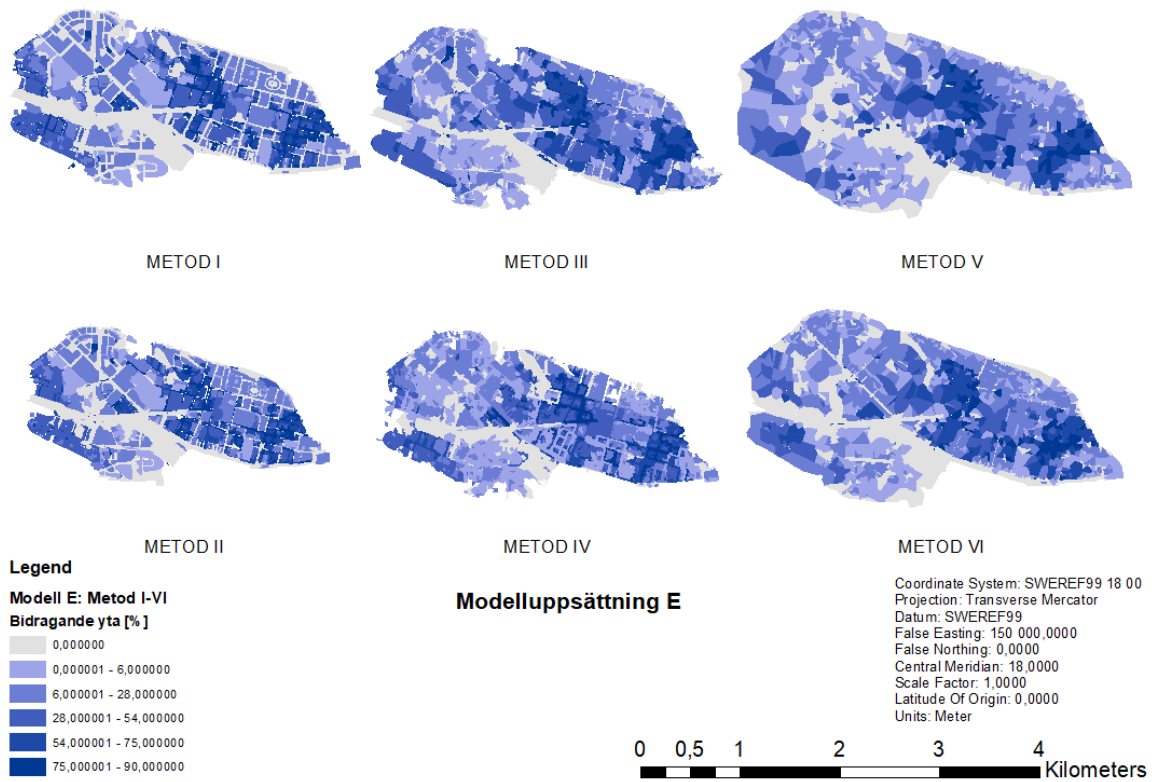 METOD I
METOD III
METOD V
METOD II
METOD IV
METOD VI
Legend
Modell E: Metod I-VI
Bidragande yta [%]
0,000000
0,000001 - 6,000000
6,000001 - 28,000000
28,000001 - 54,000000
54,000001 - 75,000000
75,000001 - 90,000000
Modelluppsättning E
Coordinate System: SWEREF99 18 00
Projection: Transverse Mercator
Datum: SWEREF99
False Easting: 150 000,0000
False Northing: 0,0000
Central Meridian: 18,0000
Scale Factor: 1,0000
Latitude Of Origin: 0,0000
Units: Meter
0 0,5 1 2 3 4
Kilometers